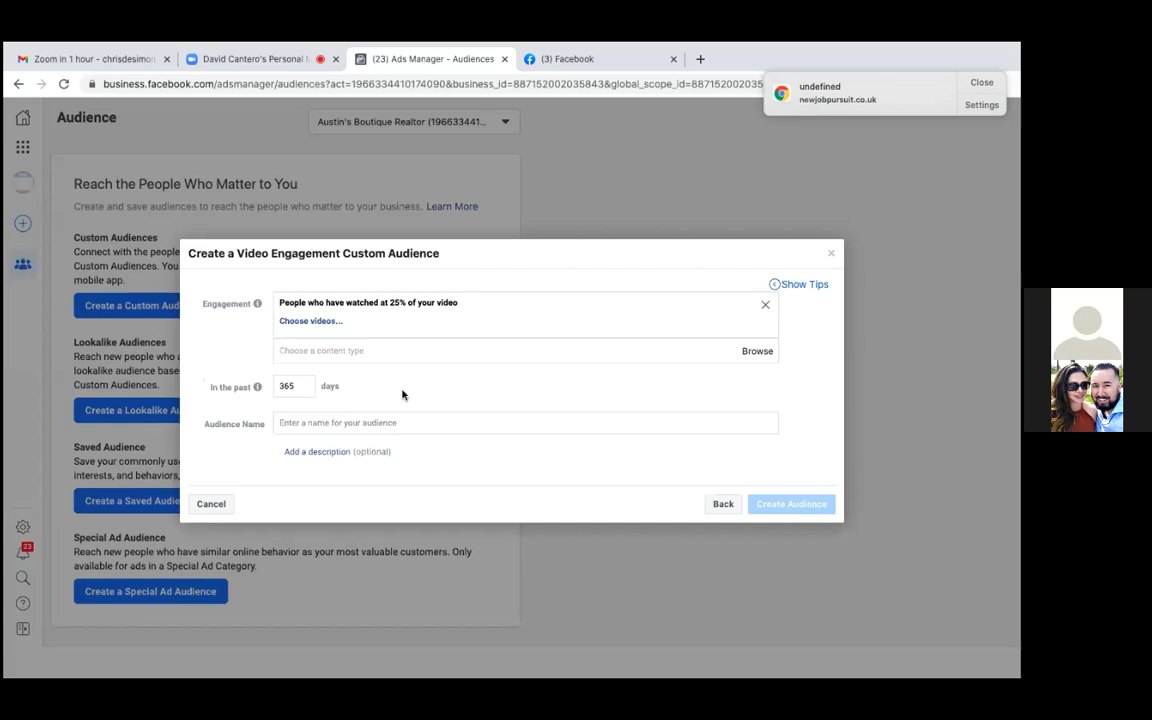 Zoom in 1 hour - chrisdesimon
David Cantero's Personal
(23) Ads Manager - Audiences
(3) Facebook
business.facebook.com/adsmanager/audiences?act=1966334410174090&business_id=887152002035843&global_scope_id=88715200203
undefined
newjobpursuit.co.uk
Close
Settings
Audience
Austin's Boutique Realtor (196633441...
Reach the People Who Matter to You
Create and save audiences to reach the people who matter to your business. Learn More
Custom Audiences
Connect with the people
Custom Audiences. You
mobile app.
Create a Custom Aud
Lookalike Audiences
Reach new people who a
lookalike audience base
Custom Audiences.
Create a Lookalike Au
Saved Audience
Save your commonly us
interests, and behaviors,
Create a Saved Audie
Special Ad Audience
Reach new people who have similar online behavior as your most valuable customers. Only
available for ads in a Special Ad Category.
Create a Special Ad Audience
23
Create a Video Engagement Custom Audience
Show Tips
Engagement
People who have watched at 25% of your video
Choose videos...
Choose a content type
Browse
In the past
365
days
Audience Name
Enter a name for your audience
Add a description (optional)
Cancel
Back
Create Audience